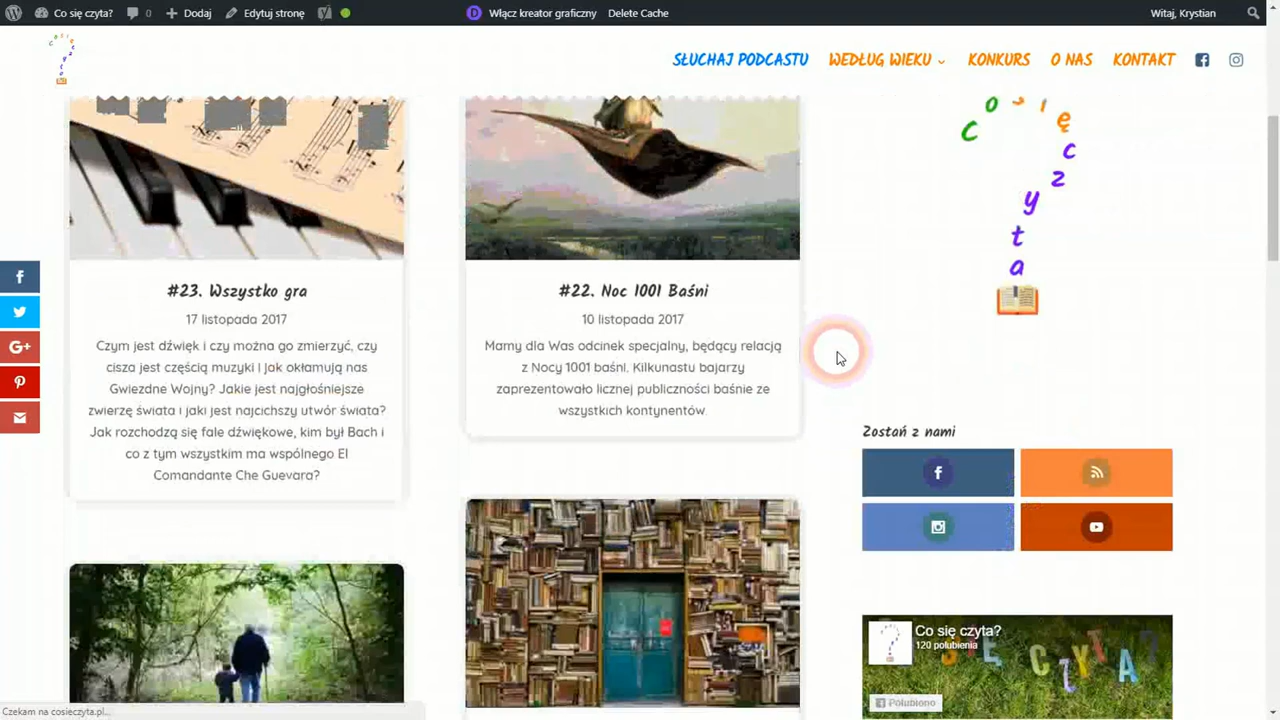 Co się czyta?
0
Dodaj
Edytuj stronę
Włącz kreator graficzny
Delete Cache
Witaj, Krystian
SŁUCHAJ PODCASTU
WEDŁUG WIEKU
KONKURS
O NAS
KONTAKT
Co się czyta
#23. Wszystko gra
17 listopada 2017
Czym jest dźwięk i czy można go zmierzyć, czy
cisza jest częścią muzyki i jak okłamują nas
Gwiezdne Wojny? Jakie jest najgłośniejsze
zwierzę świata i jaki jest najcichszy utwór świata?
Jak rozchodzą się fale dźwiękowe, kim był Bach i
co z tym wszystkim ma wspólnego El
Comandante Che Guevara?
#22. Noc 1001 Baśni
10 listopada 2017
Mamy dla Was odcinek specjalny, będący relacją
z Nocy 1001 baśni. Kilkunastu bajarzy
zaprezentowało licznej publiczności baśnie ze
wszystkich kontynentów.
Zostań z nami
Co się czyta?
120 polubienia
SIĘ CZYTA?
Polubiono
Czekam na cosieczyta.pl...